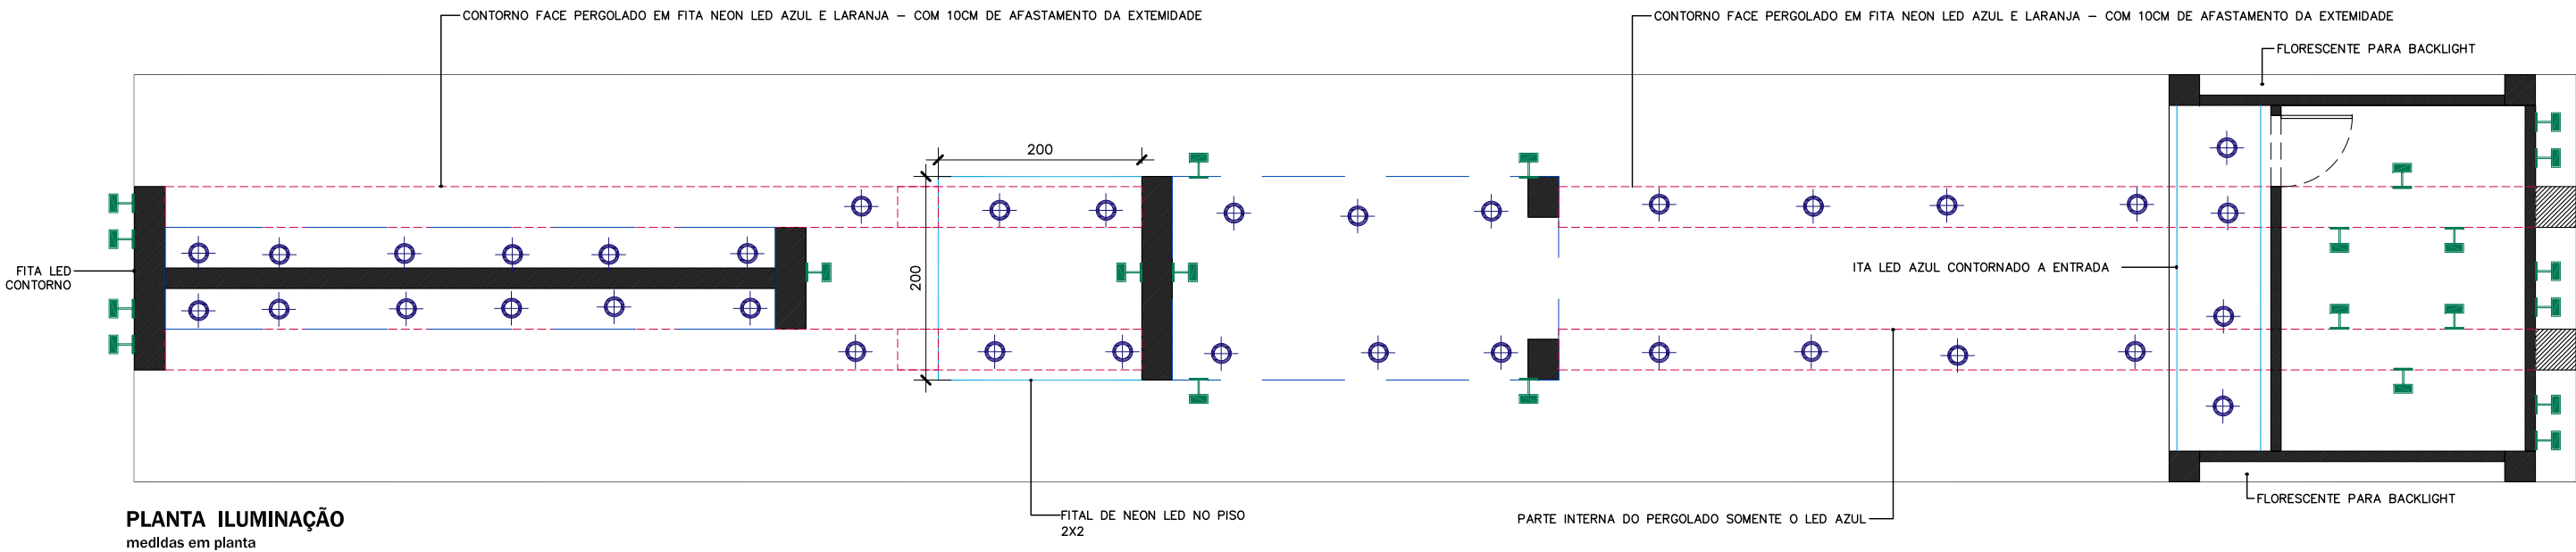 CONTORNO FACE PERGOLADO EM FITA NEON LED AZUL E LARANJA – COM 10CM DE AFASTAMENTO DA EXTEMIDADE
CONTORNO FACE PERGOLADO EM FITA NEON LED AZUL E LARANJA – COM 10CM DE AFASTAMENTO DA EXTEMIDADE
FLORESCENTE PARA BACKLIGHT
200
200
FITA LED
CONTORNO
ITA LED AZUL CONTORNADO A ENTRADA
FLORESCENTE PARA BACKLIGHT
FITAL DE NEON LED NO PISO
2X2
PARTE INTERNA DO PERGOLADO SOMENTE O LED AZUL
PLANTA ILUMINAÇÃO
medidas em planta